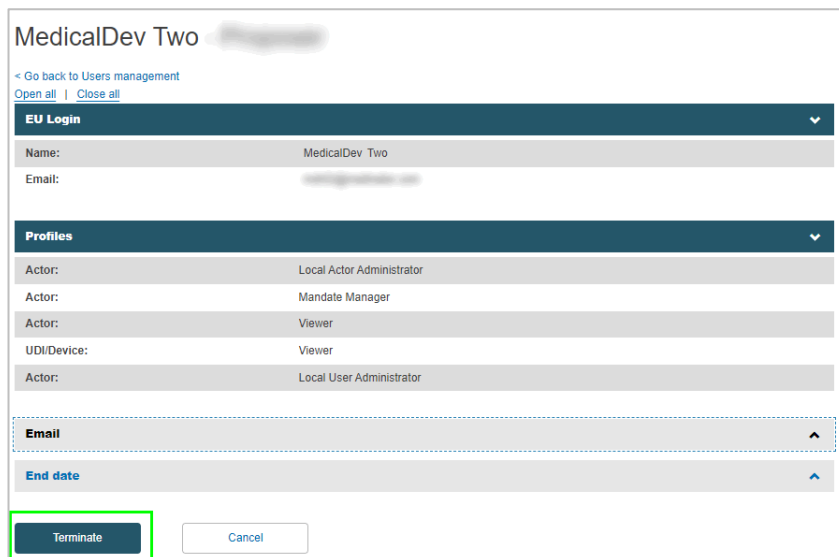 MedicalDev Two
< Go back to Users management
Open all | Close all
EU Login
Name: MedicalDev Two
Email:
Profiles
Actor: Local Actor Administrator
Actor: Mandate Manager
Actor: Viewer
UDI/Device: Viewer
Actor: Local User Administrator
Email
End date
Terminate Cancel